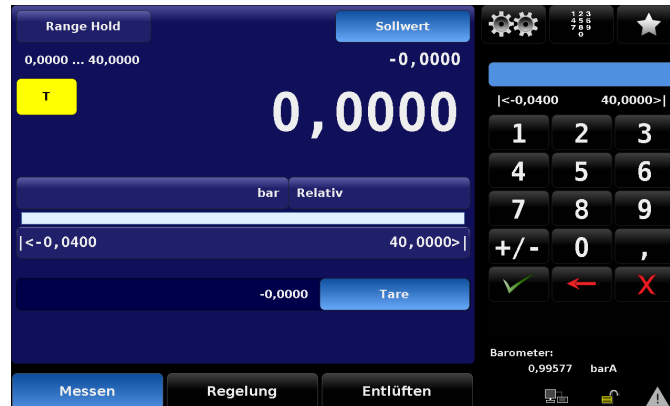 Range Hold
Sollwert
0,0000 ... 40,0000
-0,0000
T
0,0000
bar
Relativ
|<-0,0400
40,0000>|
-0,0000
Tare
Messen
Regelung
Entlüften
1 2 3
4 5 6
7 8 9
0
|<-0,0400
40,0000>|
1 2 3
4 5 6
7 8 9
+/- 0 ,
X
Barometer:
0,99577 barA